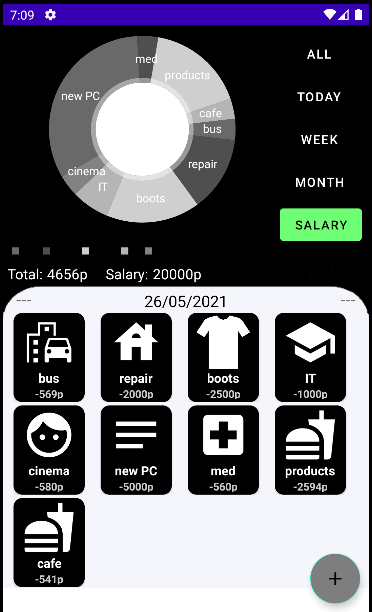 7:09
med
products
cafe
bus
repair
boots
IT
cinema
new PC
ALL
TODAY
WEEK
MONTH
SALARY
Total: 4656p Salary: 20000p
--- 26/05/2021 ---
bus repair boots IT
-569p -2000p -2500p -1000p
cinema new PC med products
-580p -5000p -560p -2594p
cafe
-541p
+